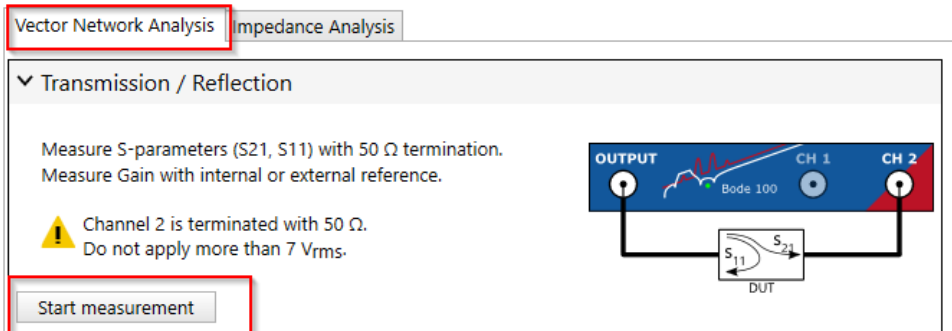 Vector Network Analysis
Impedance Analysis
Transmission / Reflection
Measure S-parameters (S21, S11) with 50 Ω termination.
Measure Gain with internal or external reference.
Channel 2 is terminated with 50 Ω.
Do not apply more than 7 Vrms.
Start measurement
OUTPUT
CH 1
CH 2
Bode 100
S11
S21
DUT